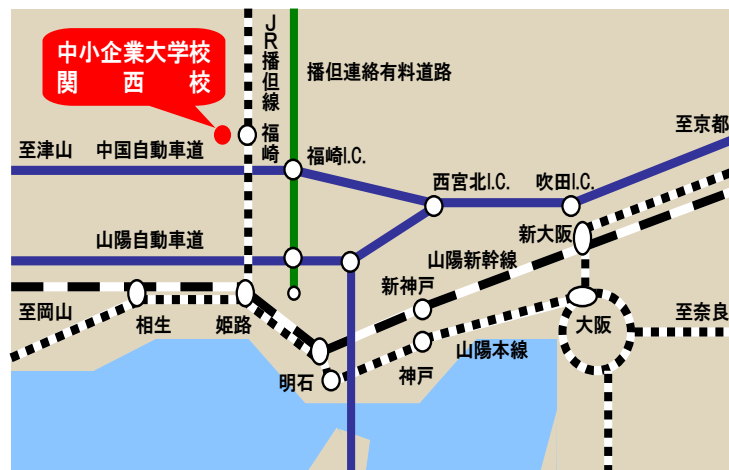 中小企業大学校
関西校
JR播但線
播但連絡有料道路
福崎
至津山
中国自動車道
福崎I.C.
至京都
西宮北I.C.
吹田I.C.
山陽自動車道
新大阪
山陽新幹線
新神戸
至岡山
相生
姫路
大阪
至奈良
山陽本線
明石
神戸